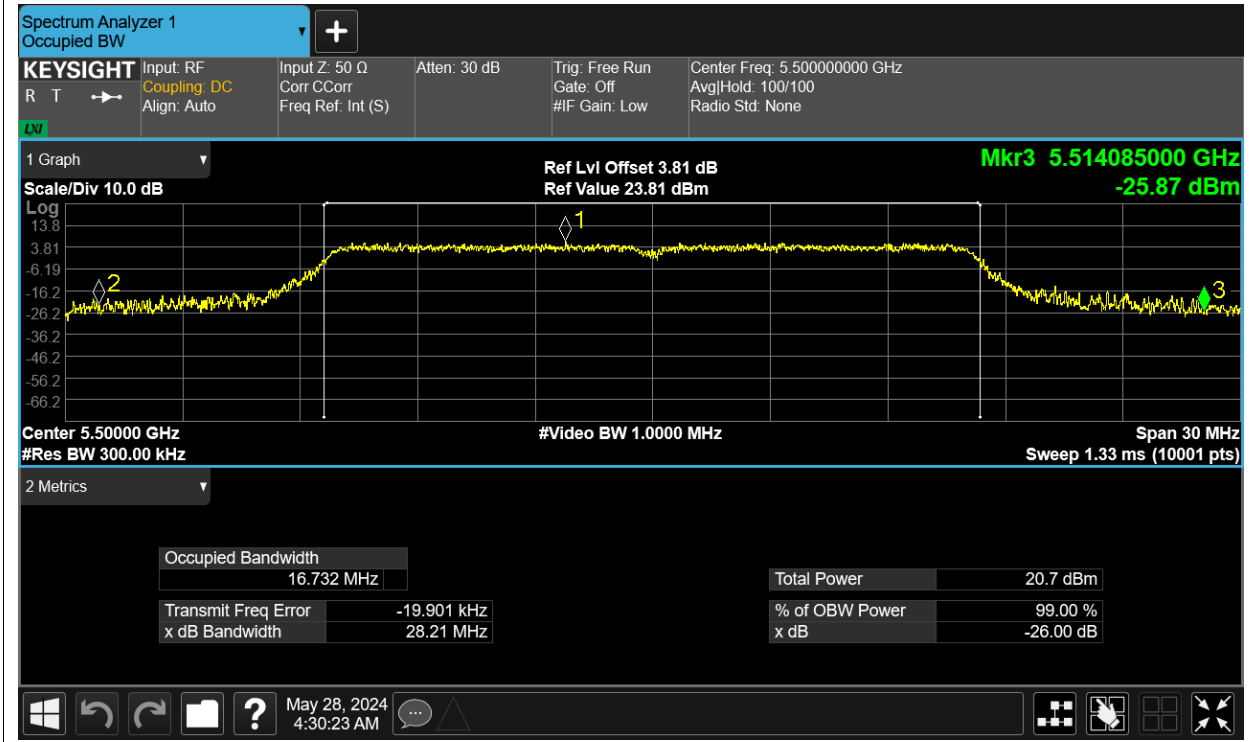 Spectrum Analyzer 1
Occupied BW
KEYSIGHT
R T
LXI
Input: RF
Coupling: DC
Align: Auto
Input Z: 50 Ω
Corr CCorr
Freq Ref: Int (S)
Atten: 30 dB
Trig: Free Run
Gate: Off
#IF Gain: Low
Center Freq: 5.500000000 GHz
Avg|Hold: 100/100
Radio Std: None
1 Graph
Scale/Div 10.0 dB
Ref Lvl Offset 3.81 dB
Ref Value 23.81 dBm
Mkr3 5.514085000 GHz
-25.87 dBm
Log
13.8
3.81
-6.19
-16.2
-26.2
-36.2
-46.2
-56.2
-66.2
1
2
3
Center 5.50000 GHz
#Res BW 300.00 kHz
#Video BW 1.0000 MHz
Span 30 MHz
Sweep 1.33 ms (10001 pts)
2 Metrics
Occupied Bandwidth
16.732 MHz
Transmit Freq Error -19.901 kHz
x dB Bandwidth 28.21 MHz
Total Power 20.7 dBm
% of OBW Power 99.00 %
x dB -26.00 dB
?
May 28, 2024
4:30:23 AM